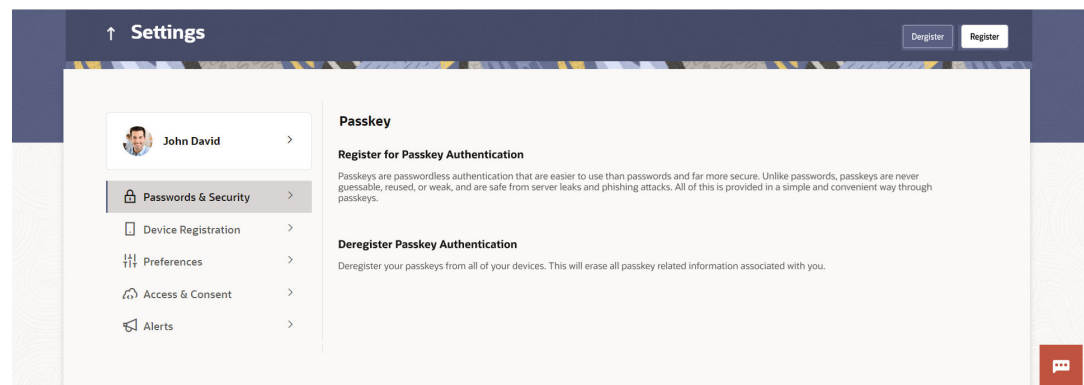 Settings
Dergister
Register
John David
Passwords & Security
Device Registration
Preferences
Access & Consent
Alerts
Passkey
Register for Passkey Authentication
Passkeys are passwordless authentication that are easier to use than passwords and far more secure. Unlike passwords, passkeys are never
guessable, reused, or weak, and are safe from server leaks and phishing attacks. All of this is provided in a simple and convenient way through
passkeys.
Deregister Passkey Authentication
Deregister your passkeys from all of your devices. This will erase all passkey related information associated with you.